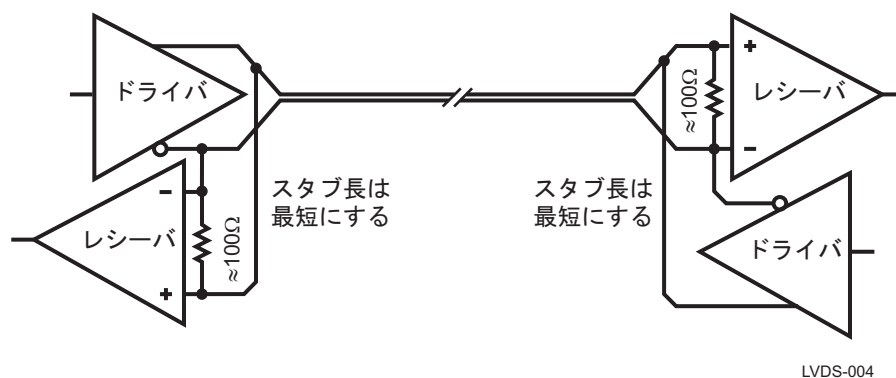 ドライバ
+
レシーバ
≈100Ω
−
−
レシーバ
≈100Ω
+
スタブ長は
最短にする
スタブ長は
最短にする
ドライバ
LVDS-004